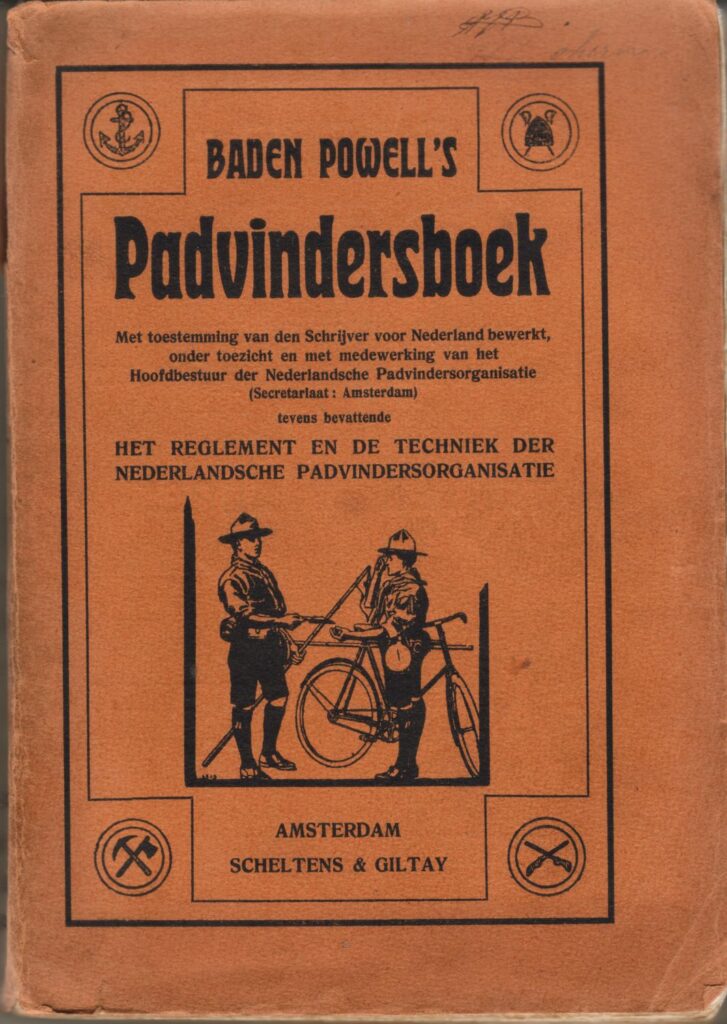 BADEN POWELL'S
Padvindersboek
Met toestemming van den Schrijver voor Nederland bewerkt,
onder toezicht en met medewerking van het
Hoofdbestuur der Nederlandsche Padvindersorganisatie
(Secretariaat: Amsterdam)
tevens bevattende
HET REGLEMENT EN DE TECHNIEK DER
NEDERLANDSCHE PADVINDERSORGANISATIE
AMSTERDAM
SCHELTENS & GILTAY